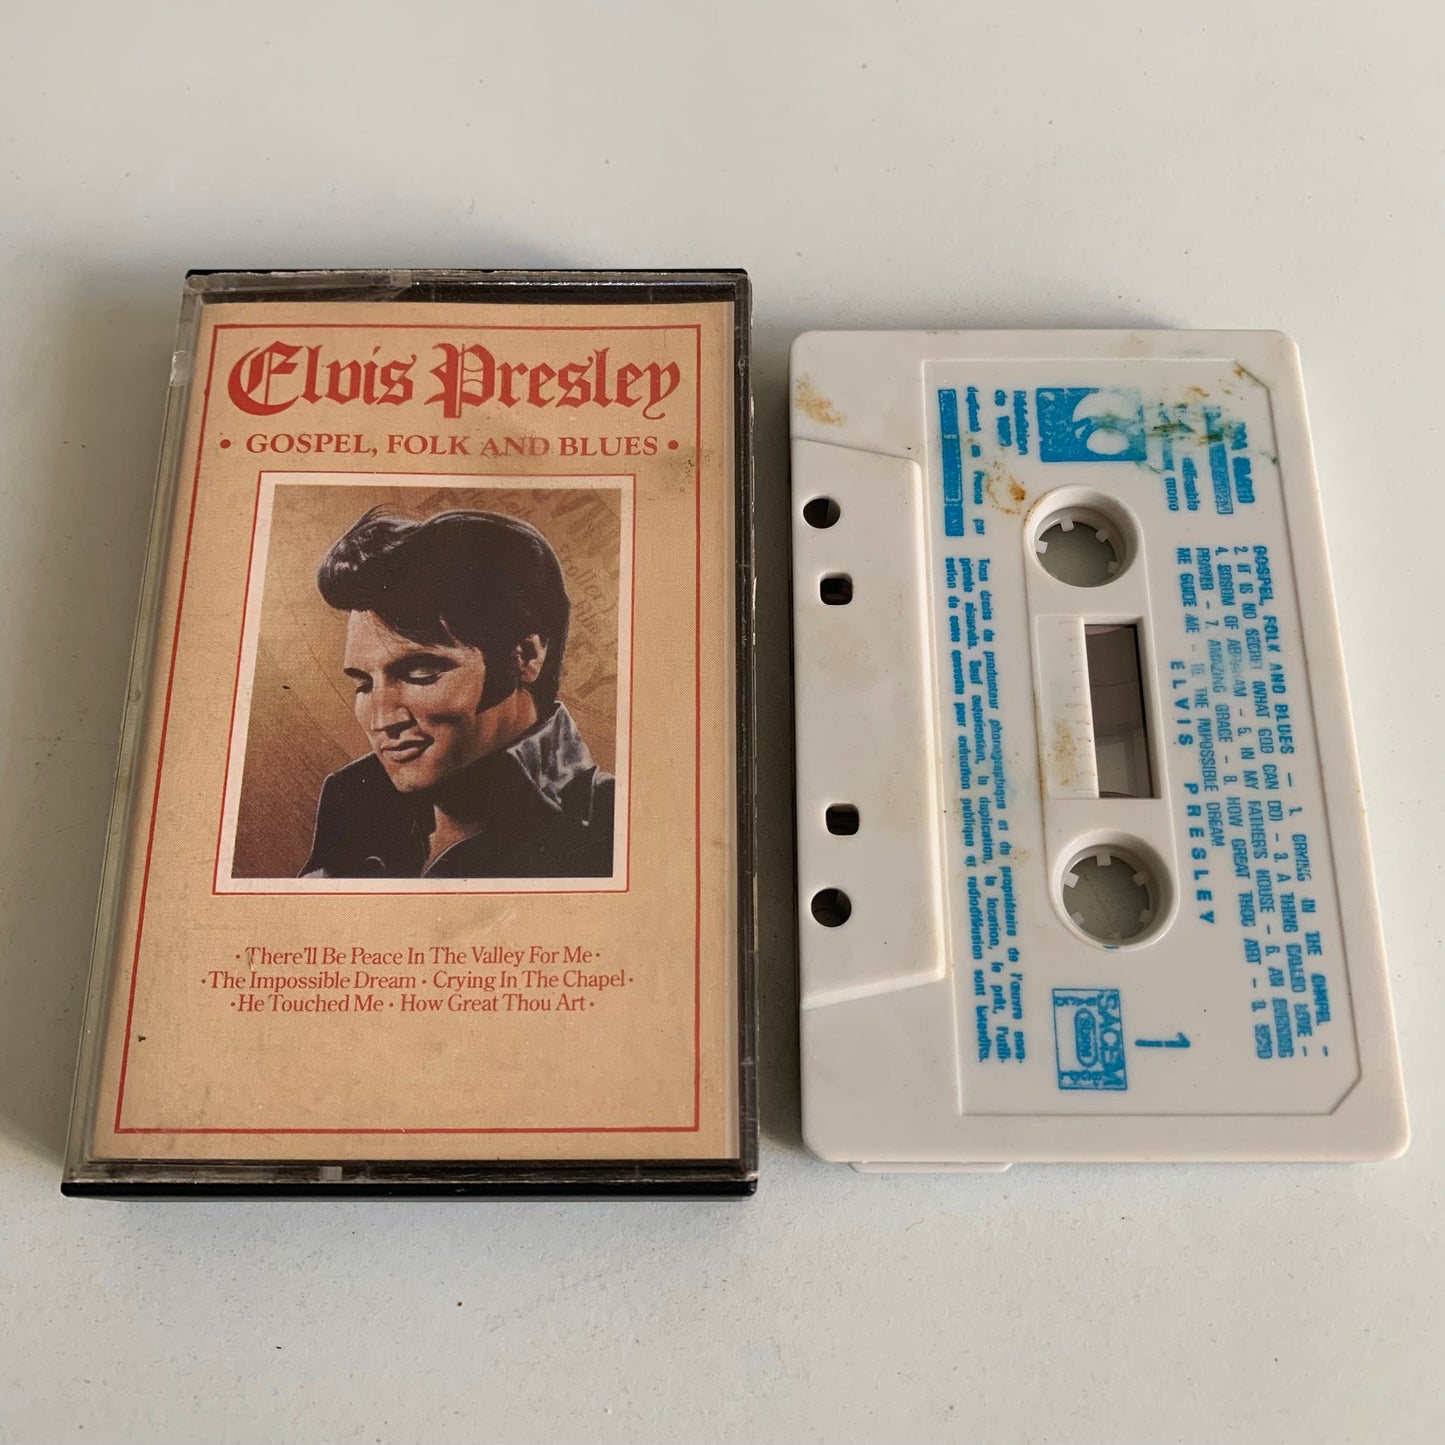 Elvis Presley
• GOSPEL, FOLK AND BLUES •
• There'll Be Peace In The Valley For Me •
• The Impossible Dream • Crying In The Chapel •
• He Touched Me • How Great Thou Art •
GOSPEL, FOLK AND BLUES - 1. CRYING IN THE CHAPEL -
2. IT IS NO SECRET (WHAT GOD CAN DO) - 3. A THING CALLED LOVE -
4. BOSOM OF ABRAHAM - 5. IN MY FATHER'S HOUSE - 6. AN EVENING
PRAYER - 7. AMAZING GRACE - 8. HOW GREAT THOU ART - 9.
ME GUIDE ME - 10. THE IMPOSSIBLE DREAM
ELVIS PRESLEY
1
SACEM
Tous droits du producteur phonographique et du propriétaire de l'œuvre enre-
gistrée réservés. Sauf autorisation, la duplication, la location, le prêt, l'utili-
sation de cette cassette pour exécution publique et radiodiffusion sont interdits.